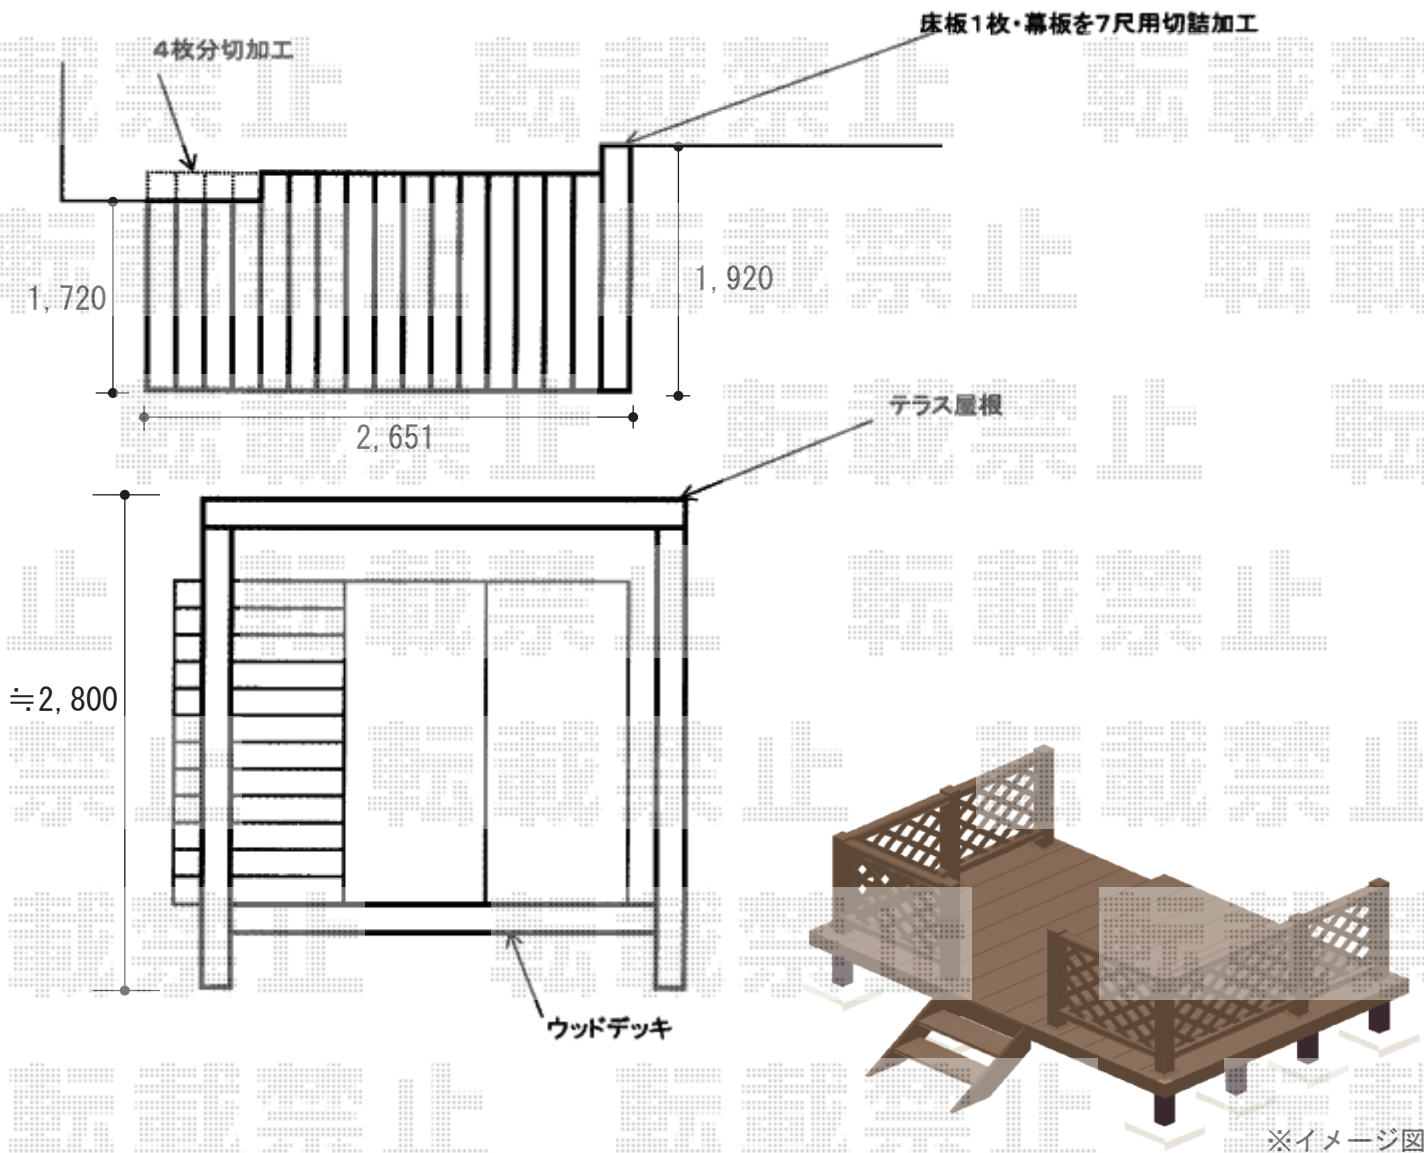 床板1枚・幕板を7尺用切詰加工
4枚分切加工
1,720
1,920
2,651
テラス屋根
≒2,800
ウッドデッキ
※イメージ図
転載禁止